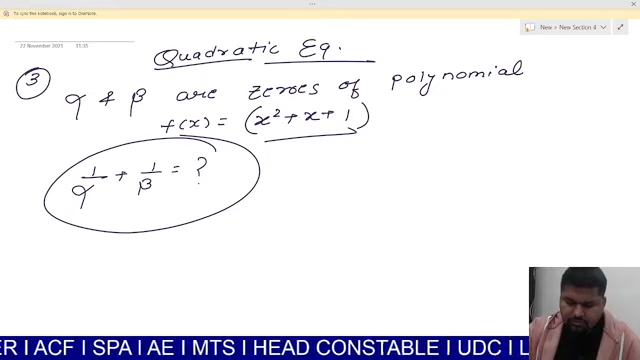 To sync this notebook, sign in to OneNote.
New > New Section 4
22 November 2021 11:35
Quadratic Eq.
③ α & β are zeroes of polynomial
f(x) = (x² + x + 1)
1/α + 1/β = ?
ER I ACF I SPA I AE I MTS I HEAD CONSTABLE I UDC I L